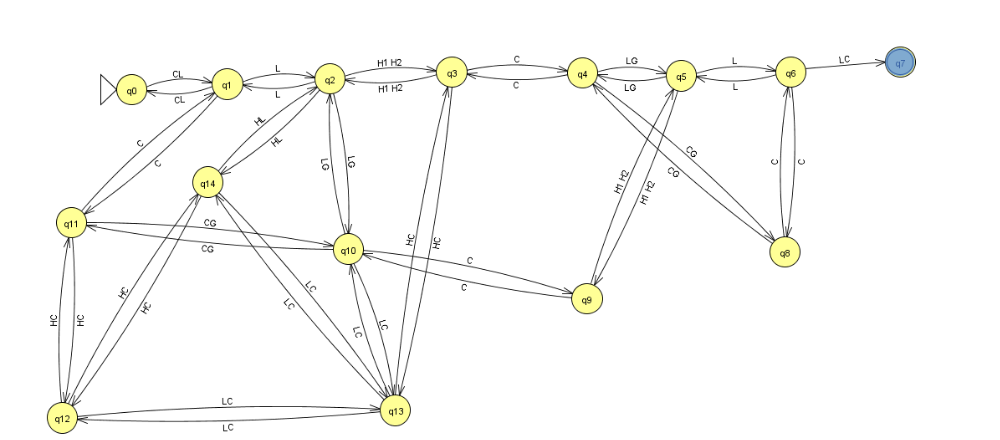 CL
L
H1 H2
C
LG
L
LC
q0
q1
q2
q3
q4
q5
q6
q7
CL
L
H1 H2
C
LG
L
C
C
HL
HL
LG
LG
CG
CG
C
C
H1 H2
H1 H2
q14
q11
CG
CG
q10
HC
HC
q8
C
C
q9
HC
HC
LC
LC
HC
HC
LC
LC
LC
LC
q12
q13